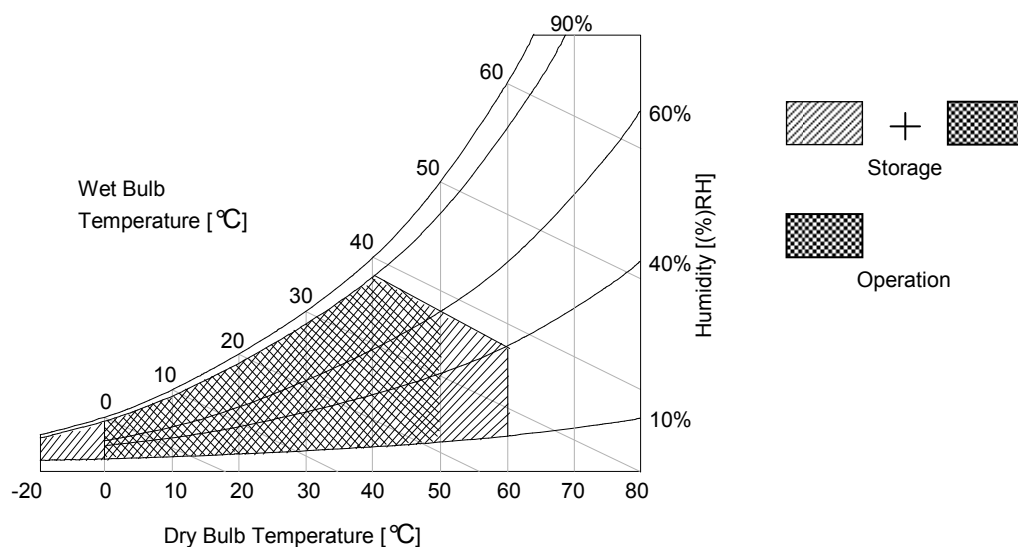 90%
60
60%
50
Wet Bulb
Temperature [℃]
40
30
20
10
0
40%
10%
Humidity [(%)RH]
-20 0 10 20 30 40 50 60 70 80
Dry Bulb Temperature [℃]
+
Storage
Operation